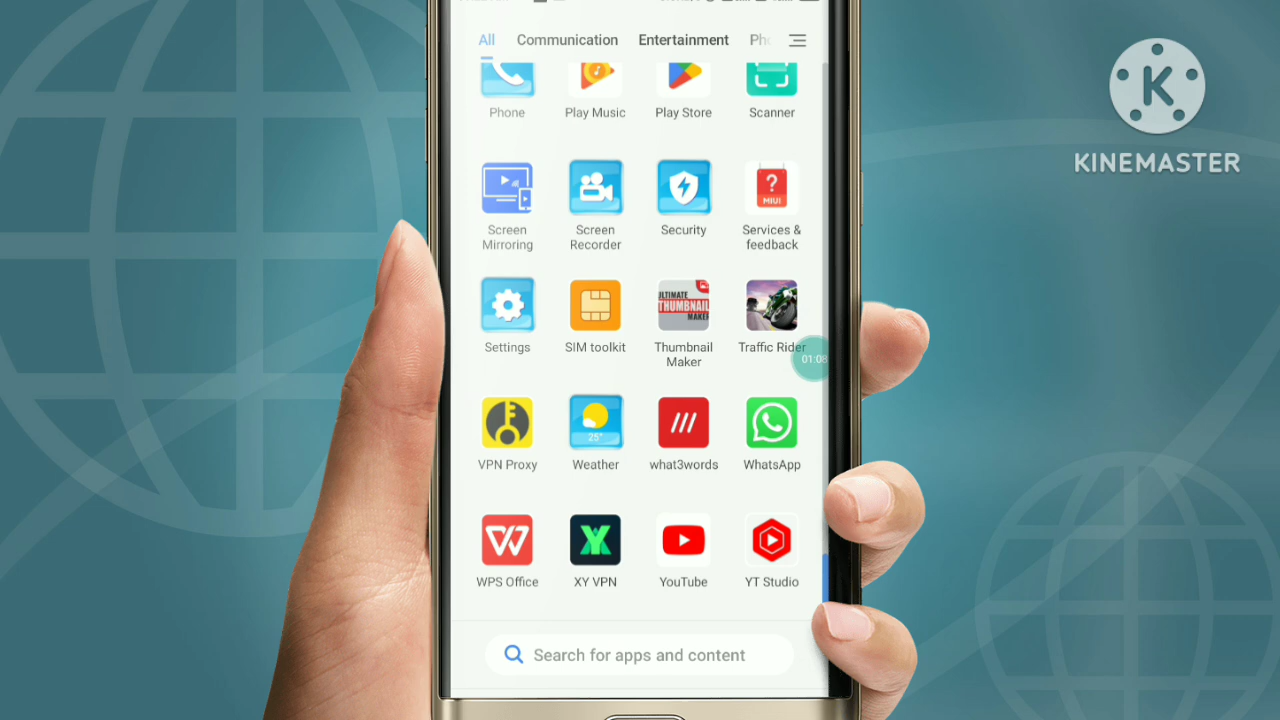 All Communication Entertainment
Phone Play Music Play Store Scanner
Screen Mirroring
Screen Recorder
Security
Services & feedback
MIUI
Settings
SIM toolkit
ULTIMATE
THUMBNAIL
MAKER
Thumbnail Maker
Traffic Rider
01:08
VPN Proxy
25°
Weather
what3words
WhatsApp
WPS Office
XY VPN
YouTube
YT Studio
Search for apps and content
K
KINEMASTER